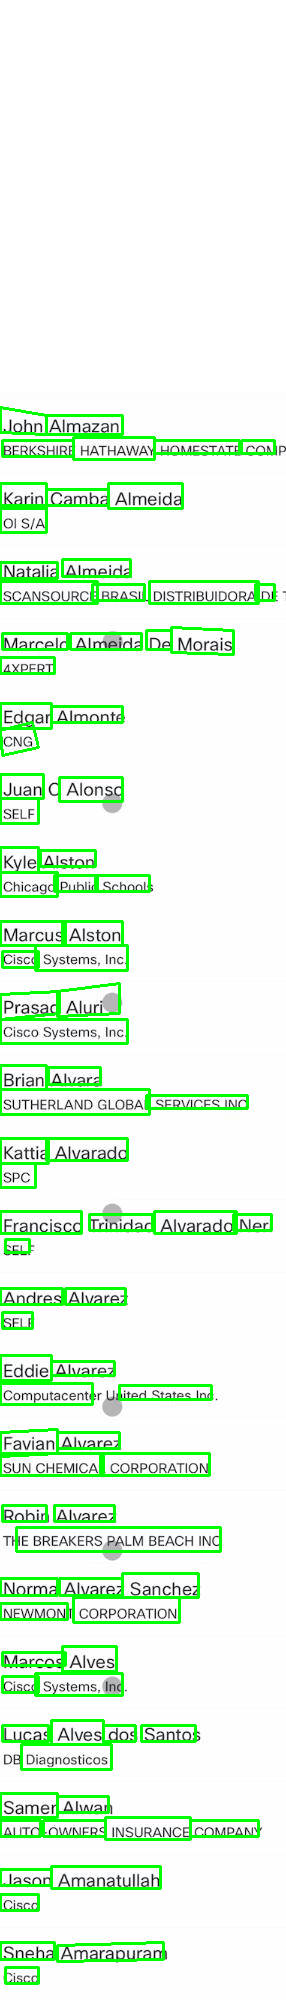 John Almazan
BERKSHIRE HATHAWAY HOMESTATE COMP
Karin Camba Almeida
OI S/A
Natalia Almeida
SCANSOURCE BRASIL DISTRIBUIDORA DE T
Marcelo Almeida De Morais
4XPERT
Edgar Almonte
CNG
Juan C Alonso
SELF
Kyle Alston
Chicago Public Schools
Marcus Alston
Cisco Systems, Inc.
Prasad Aluri
Cisco Systems, Inc.
Brian Alvara
SUTHERLAND GLOBAL SERVICES INC
Kattia Alvarado
SPC
Francisco Trinidad Alvarado Ner
SELF
Andres Alvarez
SELF
Eddie Alvarez
Computacenter United States Inc.
Favian Alvarez
SUN CHEMICAL CORPORATION
Robin Alvarez
THE BREAKERS PALM BEACH INC
Norma Alvarez Sanchez
NEWMONT CORPORATION
Marcos Alves
Cisco Systems, Inc.
Lucas Alves dos Santos
DB Diagnosticos
Samer Alwan
AUTO-OWNERS INSURANCE COMPANY
Jason Amanatullah
Cisco
Sneha Amarapuram
Cisco